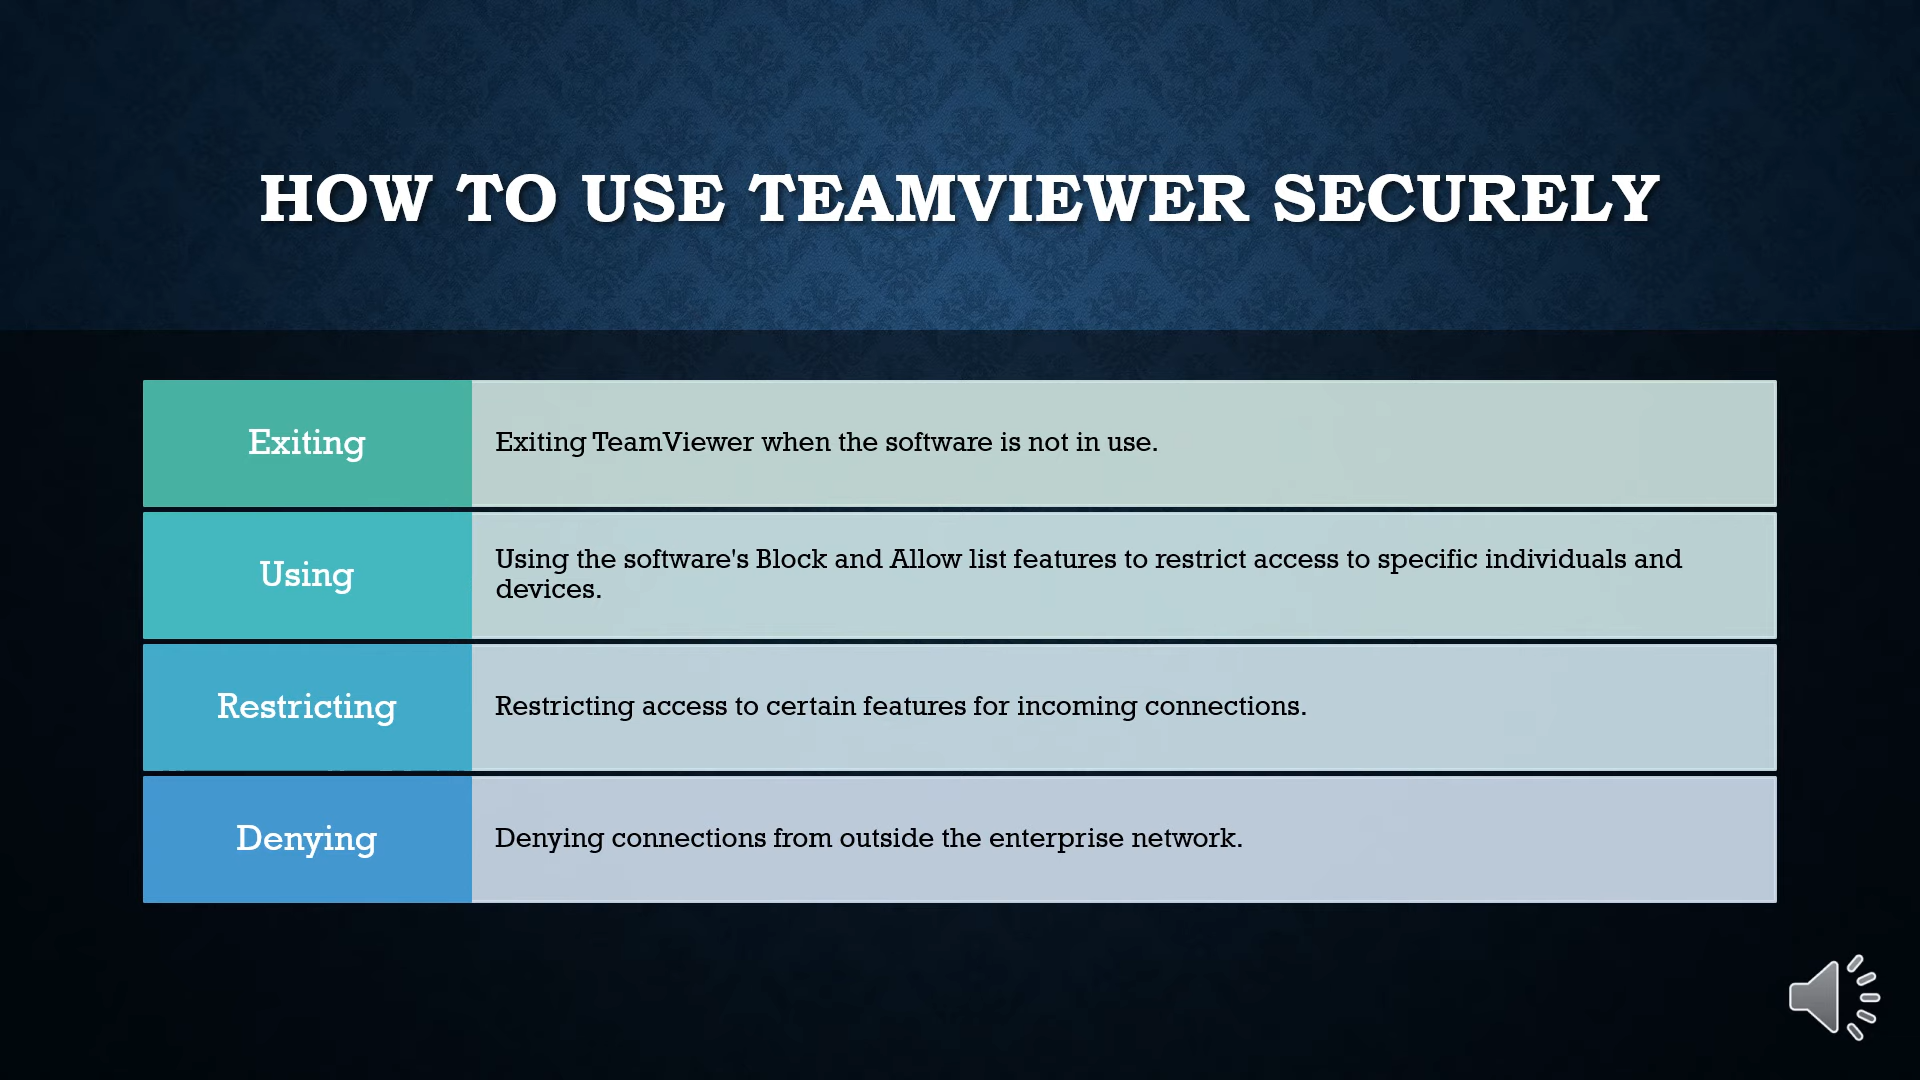 HOW TO USE TEAMVIEWER SECURELY
Exiting
Exiting TeamViewer when the software is not in use.
Using
Using the software's Block and Allow list features to restrict access to specific individuals and
devices.
Restricting
Restricting access to certain features for incoming connections.
Denying
Denying connections from outside the enterprise network.